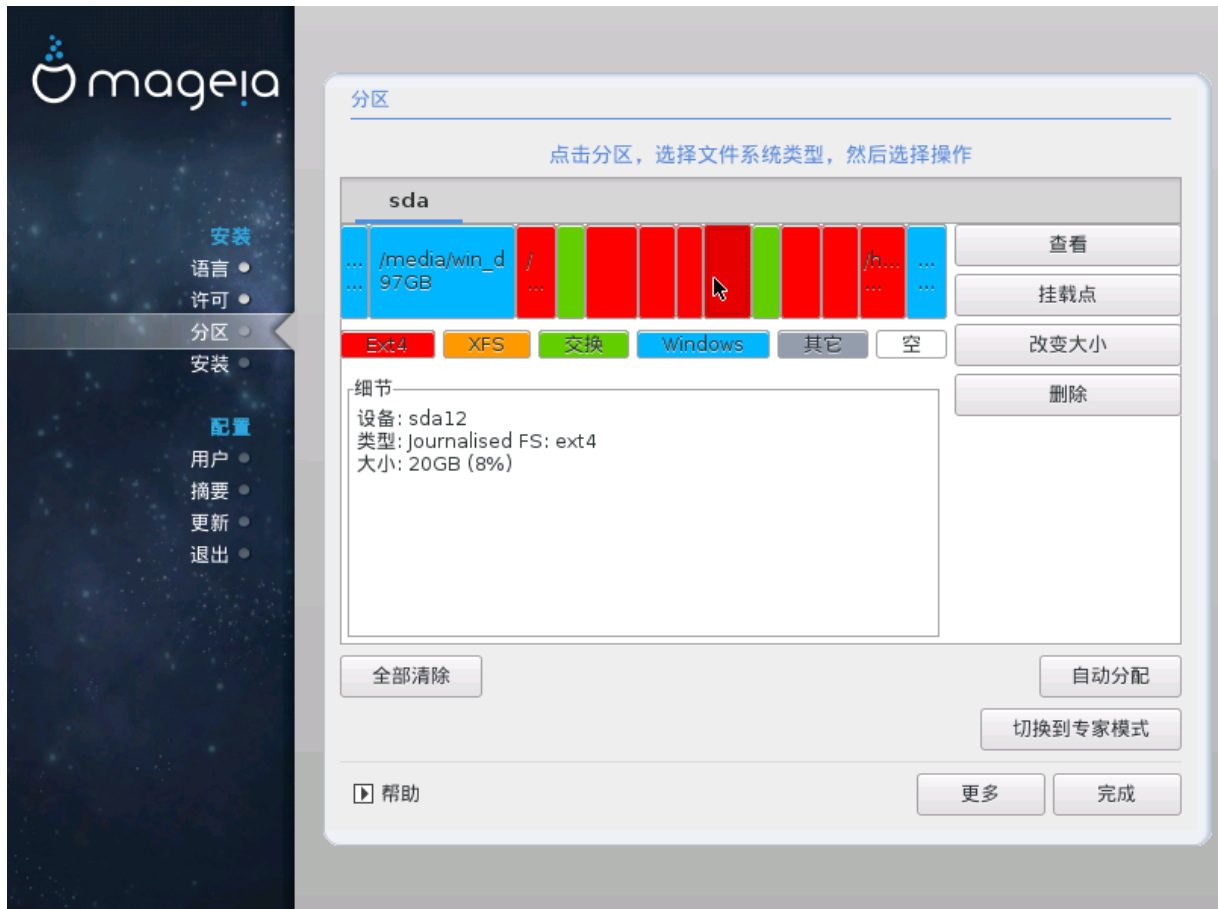 mageia
安装
语言
许可
分区
安装
配置
用户
摘要
更新
退出
分区
点击分区，选择文件系统类型，然后选择操作
sda
... ...
/media/win_d
97GB
/
...
/h...
...
... ...
Ext4 XFS 交换 Windows 其它 空
查看
挂载点
改变大小
删除
细节
设备: sda12
类型: Journalised FS: ext4
大小: 20GB (8%)
全部清除
自动分配
切换到专家模式
帮助
更多
完成